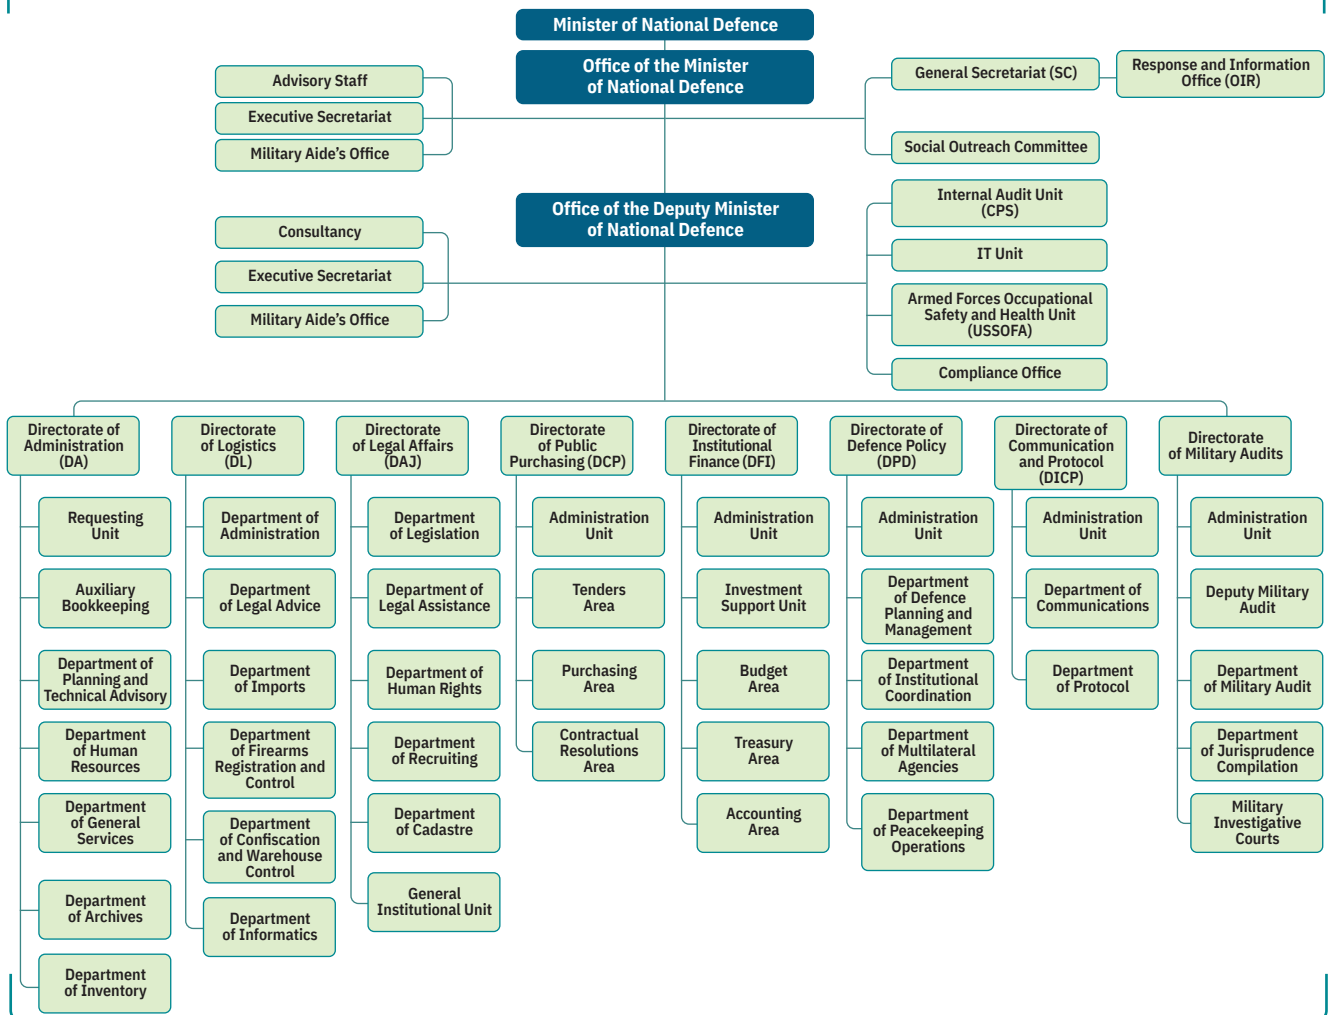 Minister of National Defence
Office of the Minister
of National Defence
Advisory Staff
Executive Secretariat
Military Aide's Office
General Secretariat (SC)
Response and Information
Office (OIR)
Social Outreach Committee
Office of the Deputy Minister
of National Defence
Consultancy
Executive Secretariat
Military Aide's Office
Internal Audit Unit
(CPS)
IT Unit
Armed Forces Occupational
Safety and Health Unit
(USSOFA)
Compliance Office
Directorate of
Administration
(DA)
Requesting
Unit
Auxiliary
Bookkeeping
Department of
Planning and
Technical Advisory
Department
of Human
Resources
Department
of General
Services
Department
of Archives
Department
of Inventory
Directorate
of Logistics
(DL)
Department of
Administration
Department
of Legal Advice
Department
of Imports
Department
of Firearms
Registration and
Control
Department
of Confiscation
and Warehouse
Control
Department
of Informatics
Directorate
of Legal Affairs
(DAJ)
Department
of Legislation
Department of
Legal Assistance
Department of
Human Rights
Department
of Recruiting
Department
of Cadastre
General
Institutional Unit
Directorate
of Public
Purchasing (DCP)
Administration
Unit
Tenders
Area
Purchasing
Area
Contractual
Resolutions
Area
Directorate of
Institutional
Finance (DFI)
Administration
Unit
Investment
Support Unit
Budget
Area
Treasury
Area
Accounting
Area
Directorate of
Defence Policy
(DPD)
Administration
Unit
Department
of Defence
Planning and
Management
Department
of Institutional
Coordination
Department
of Multilateral
Agencies
Department
of Peacekeeping
Operations
Directorate of
Communication
and Protocol
(DICP)
Administration
Unit
Department of
Communications
Department
of Protocol
Directorate
of Military Audits
Administration
Unit
Deputy Military
Audit
Department
of Military Audit
Department
of Jurisprudence
Compilation
Military
Investigative
Courts